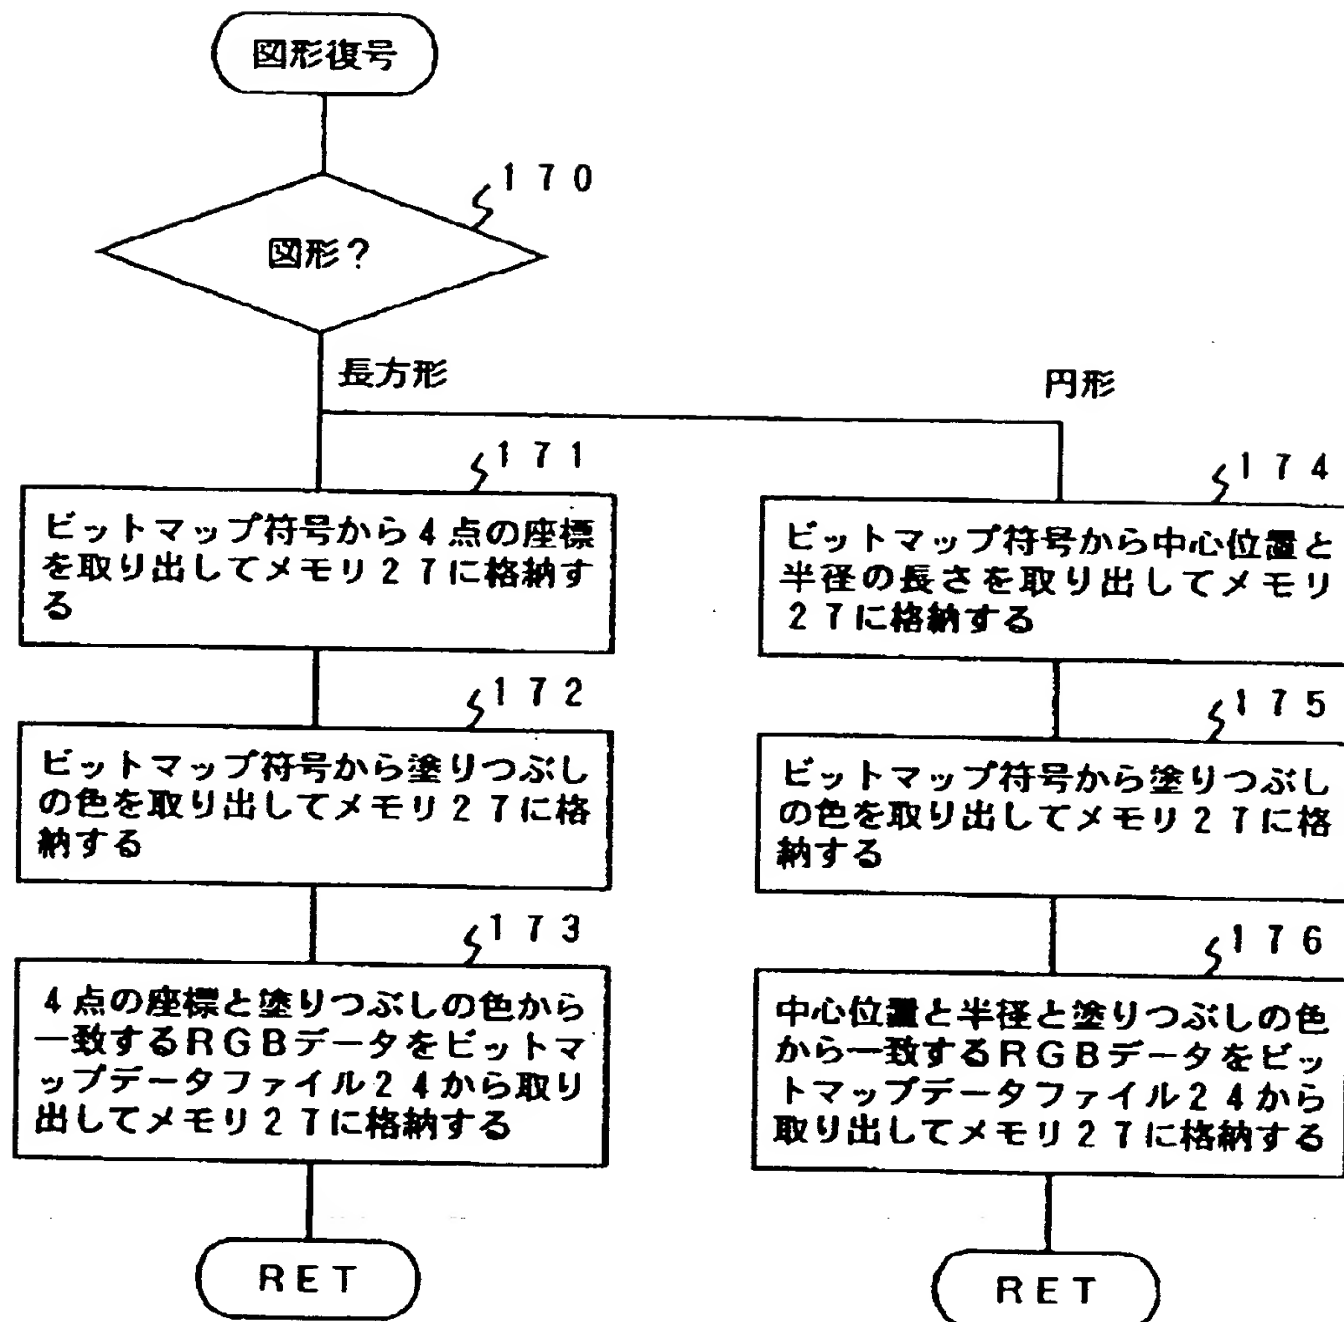 図形復号
170
図形?
長方形
円形
171
ビットマップ符号から4点の座標
を取り出してメモリ27に格納す
る
172
ビットマップ符号から塗りつぶし
の色を取り出してメモリ27に格
納する
173
4点の座標と塗りつぶしの色から
一致するRGBデータをビットマ
ップデータファイル24から取り
出してメモリ27に格納する
RET
174
ビットマップ符号から中心位置と
半径の長さを取り出してメモリ
27に格納する
175
ビットマップ符号から塗りつぶし
の色を取り出してメモリ27に格
納する
176
中心位置と半径と塗りつぶしの色
から一致するRGBデータをビッ
トマップデータファイル24から
取り出してメモリ27に格納する
RET